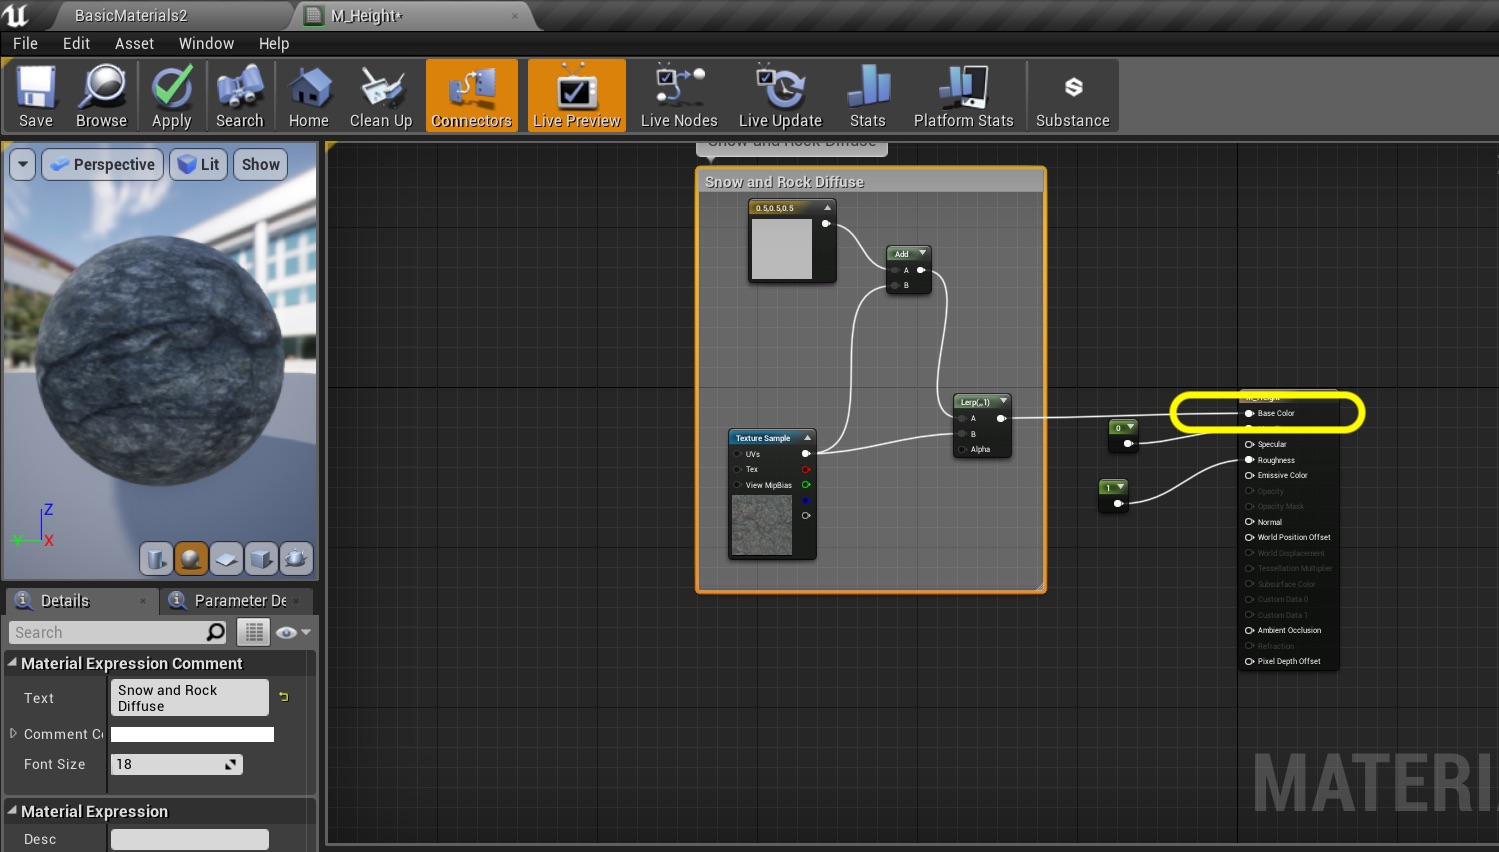 BasicMaterials2
M_Height*
File Edit Asset Window Help
Save Browse Apply Search Home Clean Up Connectors Live Preview Live Nodes Live Update Stats Platform Stats Substance
Perspective Lit Show
Snow and Rock Diffuse
Snow and Rock Diffuse
0.5,0.5,0.5
Add
A
B
Lerp(,,1)
A
B
Alpha
Texture Sample
UVs
Tex
View MipBias
0
1
M_Height
Base Color
Specular
Roughness
Emissive Color
Opacity
Opacity Mask
Normal
World Position Offset
World Displacement
Tessellation Multiplier
Subsurface Color
Custom Data 0
Custom Data 1
Ambient Occlusion
Refraction
Pixel Depth Offset
MATERI
Z
Y X
Details Parameter De
Search
Material Expression Comment
Text Snow and Rock
Diffuse
Comment C
Font Size 18
Material Expression
Desc